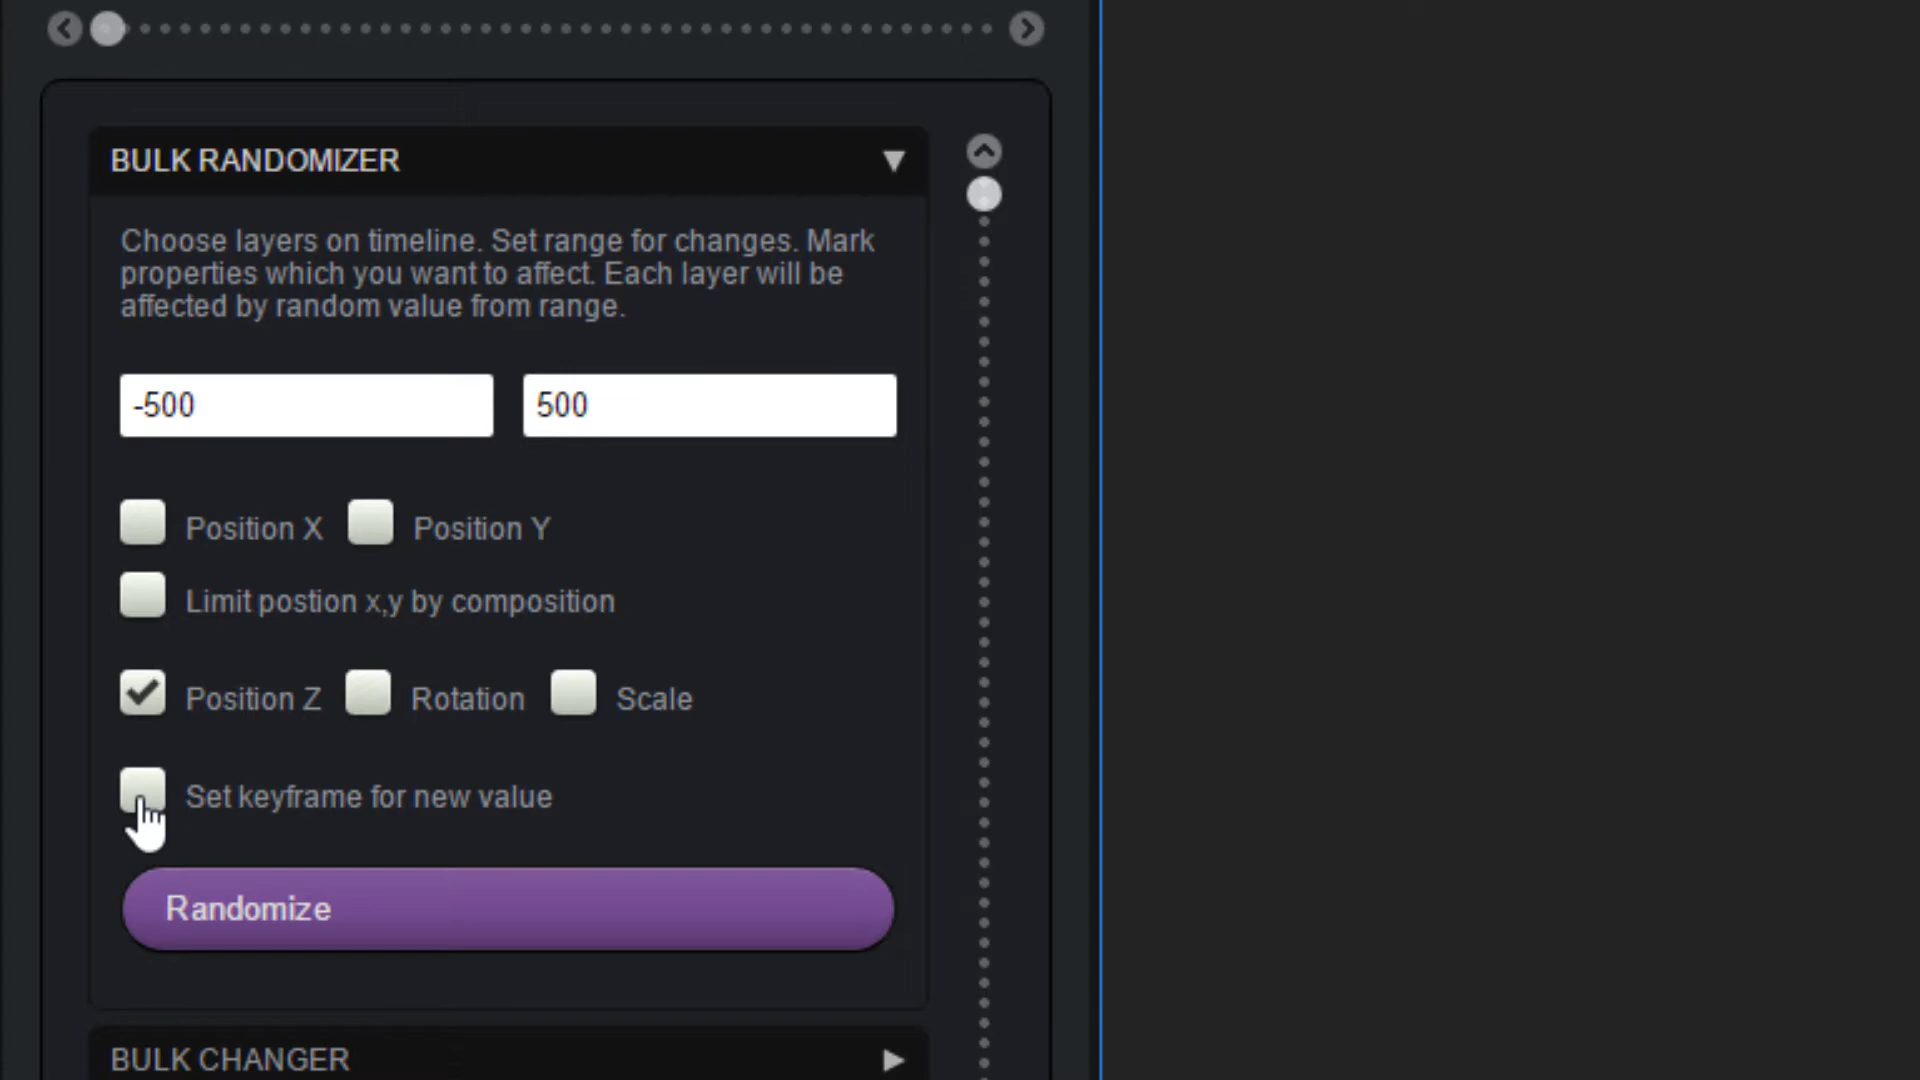 BULK RANDOMIZER
Choose layers on timeline. Set range for changes. Mark
properties which you want to affect. Each layer will be
affected by random value from range.
-500 500
Position X Position Y
Limit postion x,y by composition
Position Z Rotation Scale
Set keyframe for new value
Randomize
BULK CHANGER